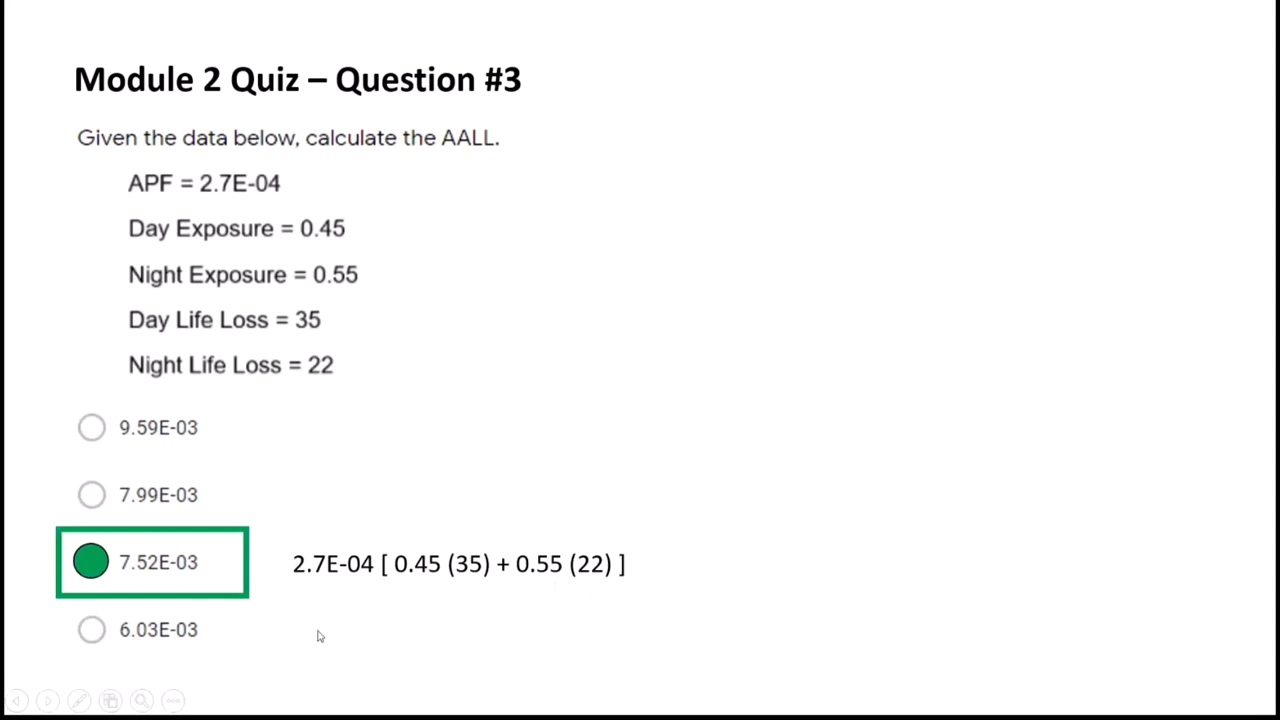 Module 2 Quiz – Question #3
Given the data below, calculate the AALL.
APF = 2.7E-04
Day Exposure = 0.45
Night Exposure = 0.55
Day Life Loss = 35
Night Life Loss = 22
9.59E-03
7.99E-03
7.52E-03
2.7E-04 [ 0.45 (35) + 0.55 (22) ]
6.03E-03